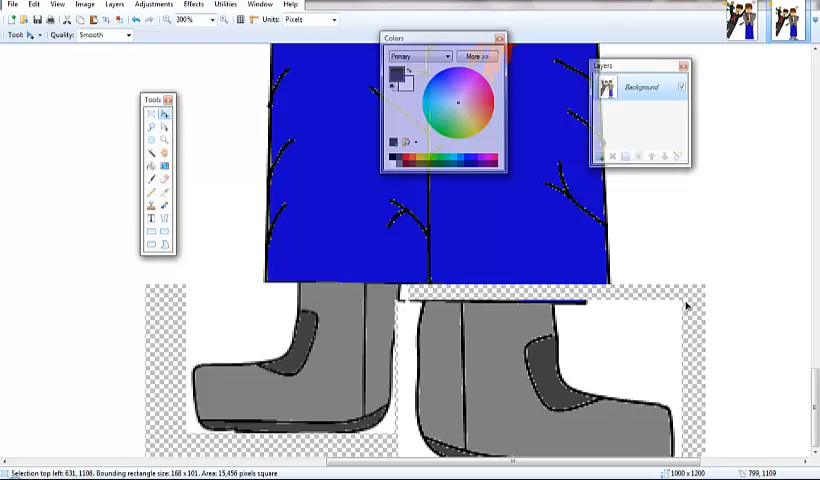 File Edit View Image Layers Adjustments Effects Utilities Window Help
300% Units: Pixels
Tool: Quality: Smooth
Colors
Primary More >>
Layers
Background
Tools
Selection top left: 631, 1108. Bounding rectangle size: 168 x 101. Area: 15,456 pixels square 1000 x 1200 799, 1109